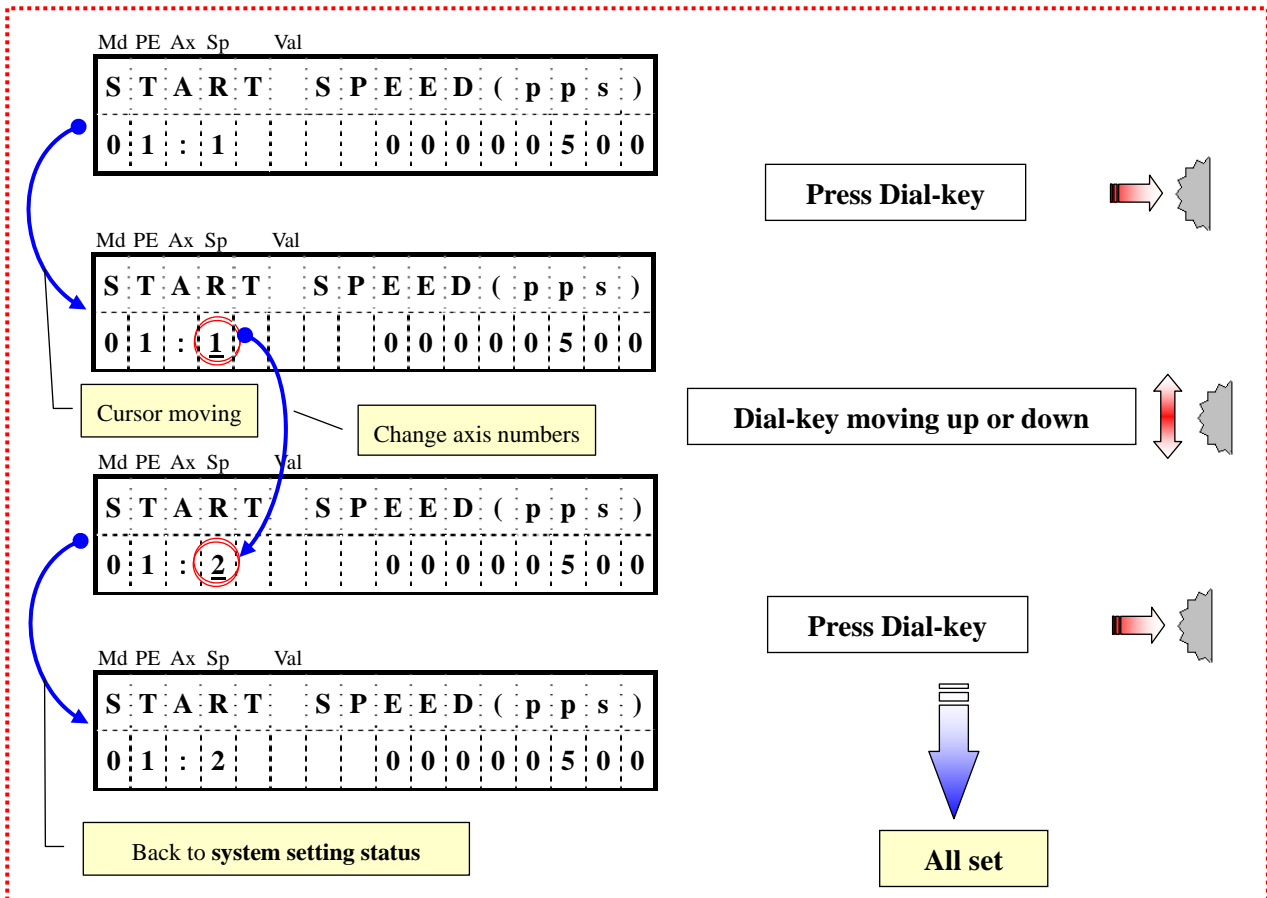 Md PE Ax Sp Val
START SPEED(pps)
01:1 00000500
Press Dial-key
Md PE Ax Sp Val
START SPEED(pps)
01:1 00000500
Cursor moving
Change axis numbers
Dial-key moving up or down
Md PE Ax Sp Val
START SPEED(pps)
01:2 00000500
Press Dial-key
Md PE Ax Sp Val
START SPEED(pps)
01:2 00000500
Back to system setting status
All set